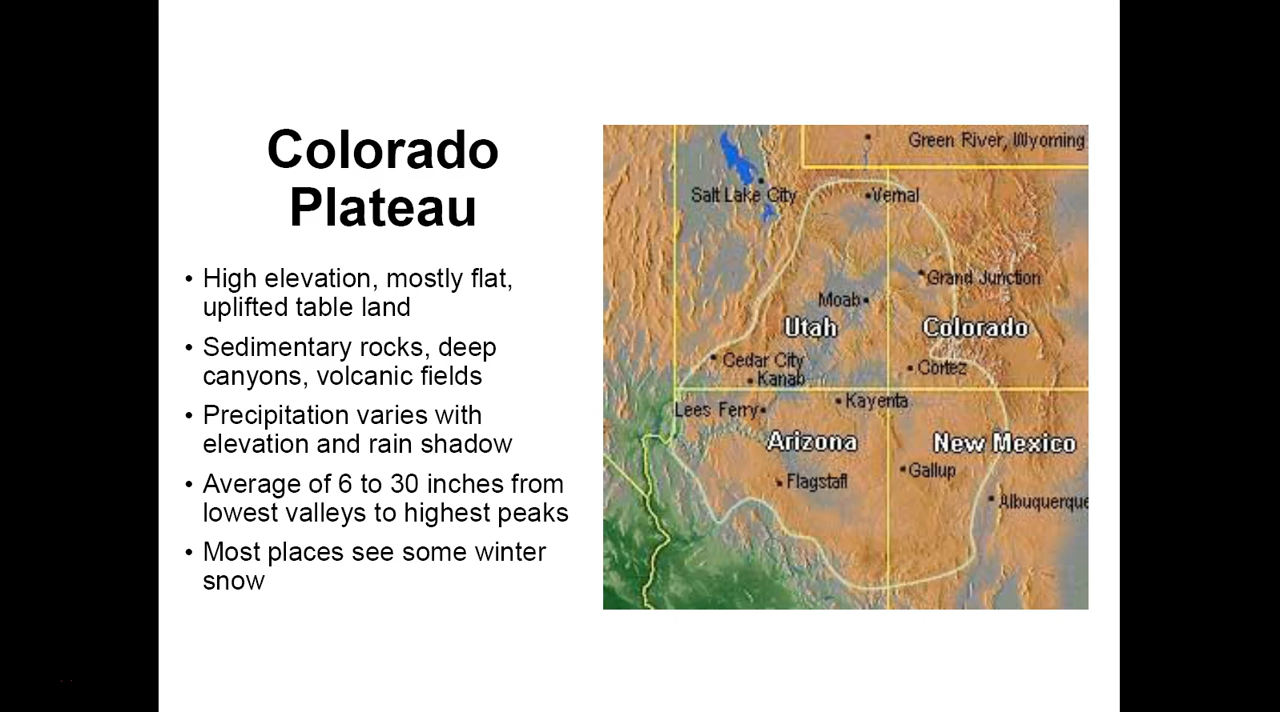 Colorado
Plateau
• High elevation, mostly flat,
uplifted table land
• Sedimentary rocks, deep
canyons, volcanic fields
• Precipitation varies with
elevation and rain shadow
• Average of 6 to 30 inches from
lowest valleys to highest peaks
• Most places see some winter
snow
Green River, Wyoming
Salt Lake City
Vernal
Grand Junction
Moab
Utah
Colorado
Cedar City
Cortez
Kanab
Kayenta
Lees Ferry
Arizona
New Mexico
Gallup
Flagstaff
Albuquerque